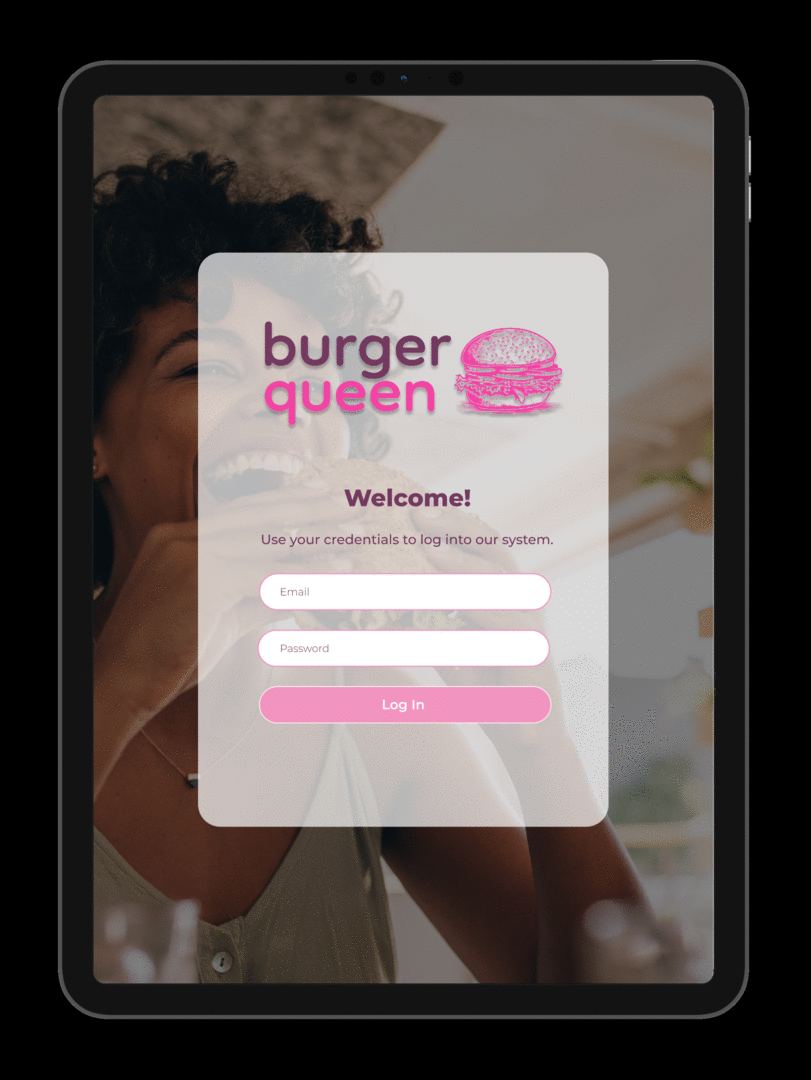 burger
queen
Welcome!
Use your credentials to log into our system.
Email
Password
Log In